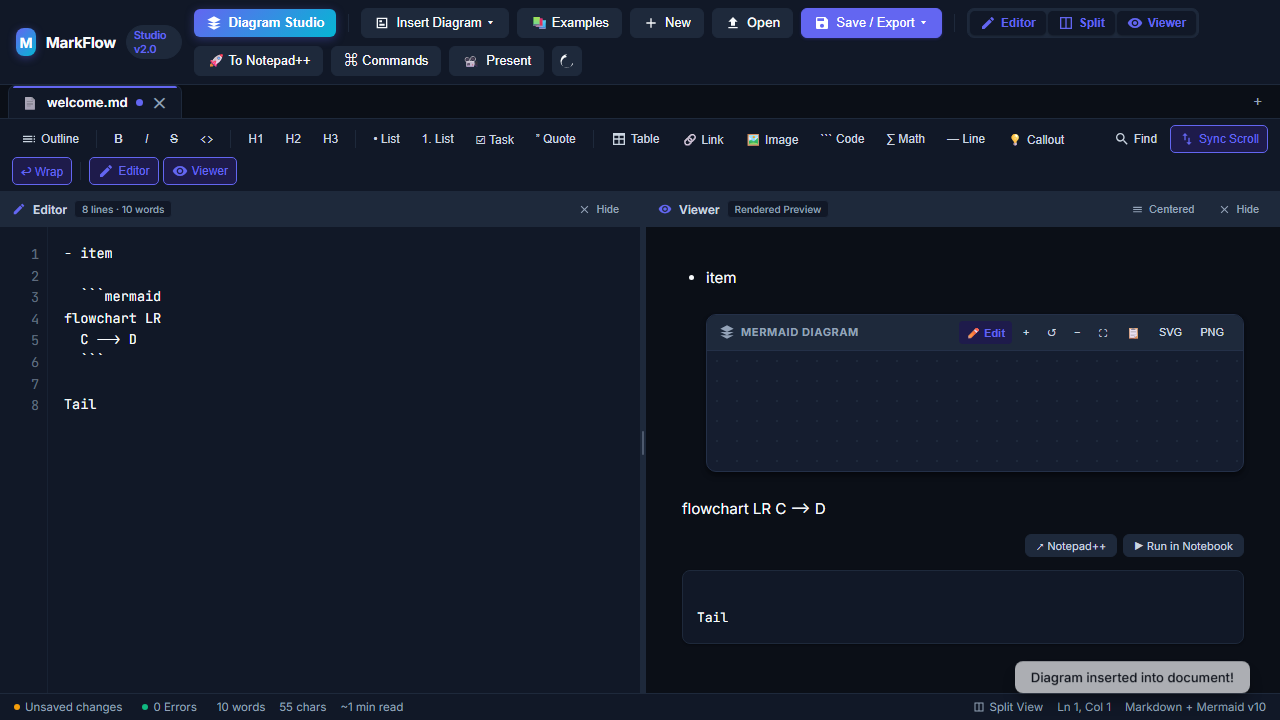 M MarkFlow Studio v2.0
Diagram Studio Insert Diagram Examples New Open Save / Export Editor Split Viewer
To Notepad++ Commands Present
welcome.md
+
Outline B I S <> H1 H2 H3 • List 1. List ☑ Task " Quote Table Link Image ``` Code ∑ Math — Line Callout Find Sync Scroll
↩ Wrap Editor Viewer
Editor 8 lines · 10 words Hide
1 - item
2
3 ```mermaid
4 flowchart LR
5 C --> D
6 ```
7
8 Tail
Viewer Rendered Preview Centered Hide
• item
MERMAID DIAGRAM Edit + ↺ − SVG PNG
flowchart LR C --> D
↗ Notepad++ ▶ Run in Notebook
Tail
Diagram inserted into document!
Unsaved changes 0 Errors 10 words 55 chars ~1 min read Split View Ln 1, Col 1 Markdown + Mermaid v10